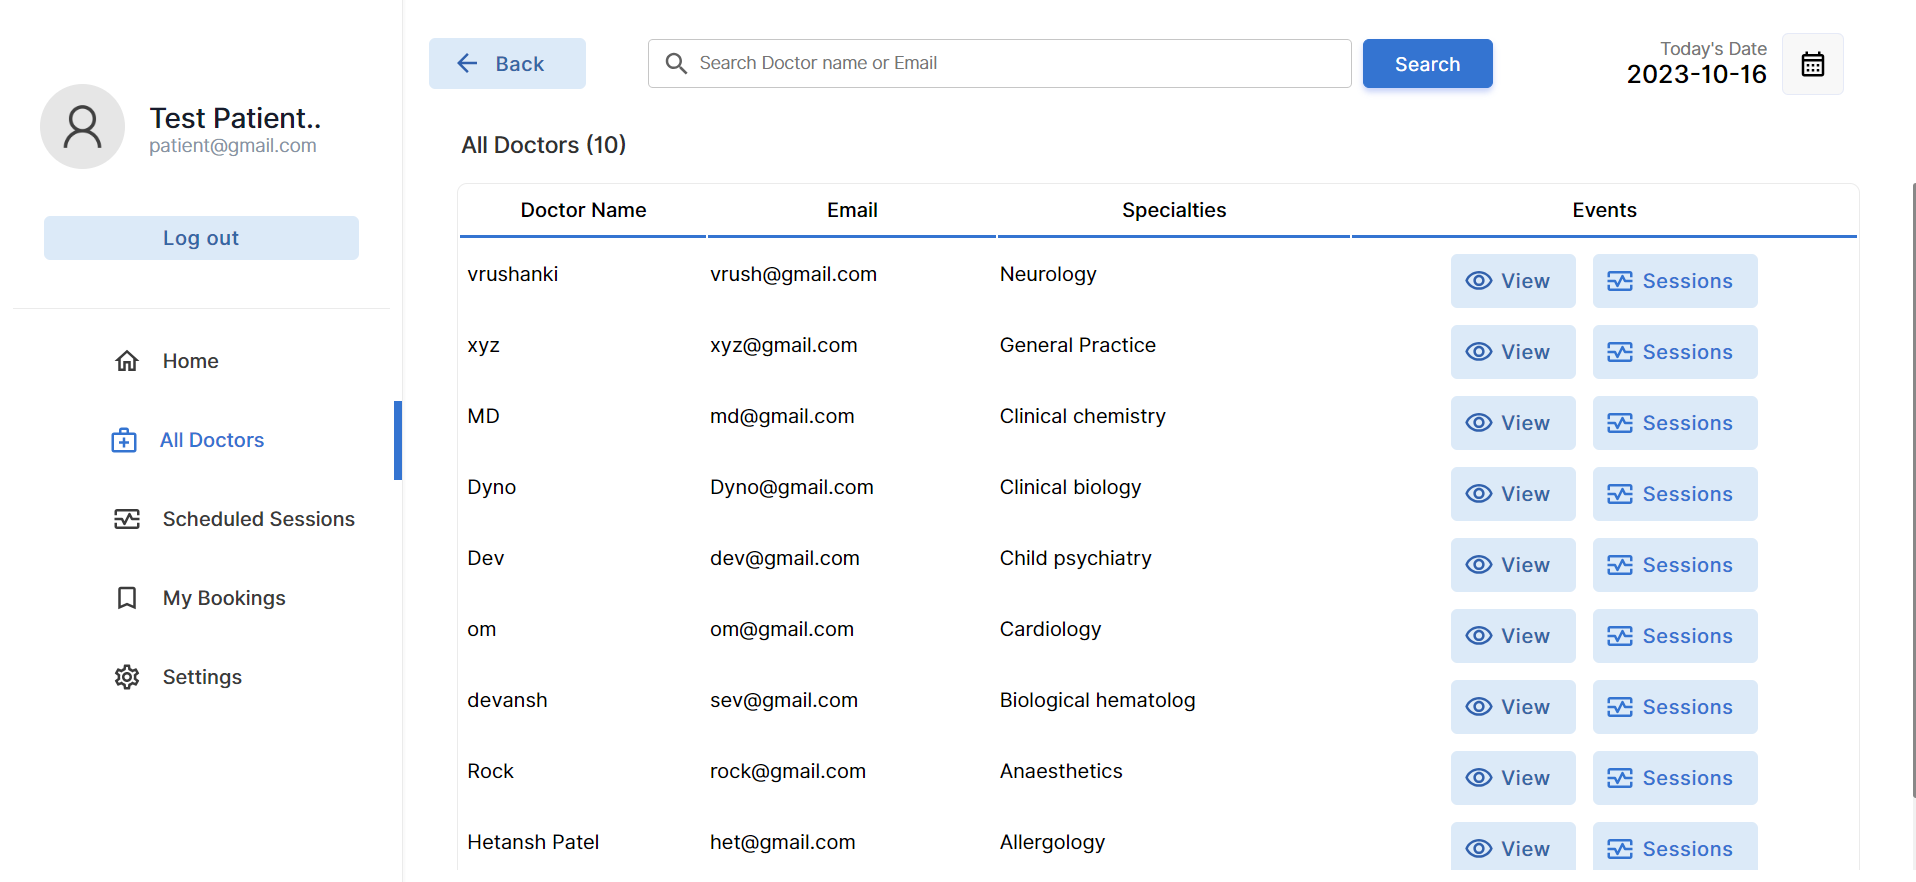 Test Patient..
patient@gmail.com
Log out
Home
All Doctors
Scheduled Sessions
My Bookings
Settings
Back
Search Doctor name or Email
Search
Today's Date
2023-10-16
All Doctors (10)
Doctor Name Email Specialties Events
vrushanki vrush@gmail.com Neurology View Sessions
xyz xyz@gmail.com General Practice View Sessions
MD md@gmail.com Clinical chemistry View Sessions
Dyno Dyno@gmail.com Clinical biology View Sessions
Dev dev@gmail.com Child psychiatry View Sessions
om om@gmail.com Cardiology View Sessions
devansh sev@gmail.com Biological hematolog View Sessions
Rock rock@gmail.com Anaesthetics View Sessions
Hetansh Patel het@gmail.com Allergology View Sessions